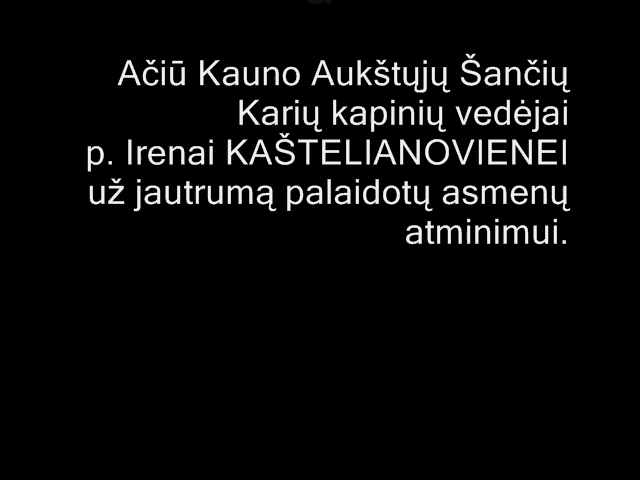 Ačiū Kauno Aukštųjų Šančių
Karių kapinių vedėjai
p. Irenai KAŠTELIANOVIENEI
už jautrumą palaidotų asmenų
atminimui.